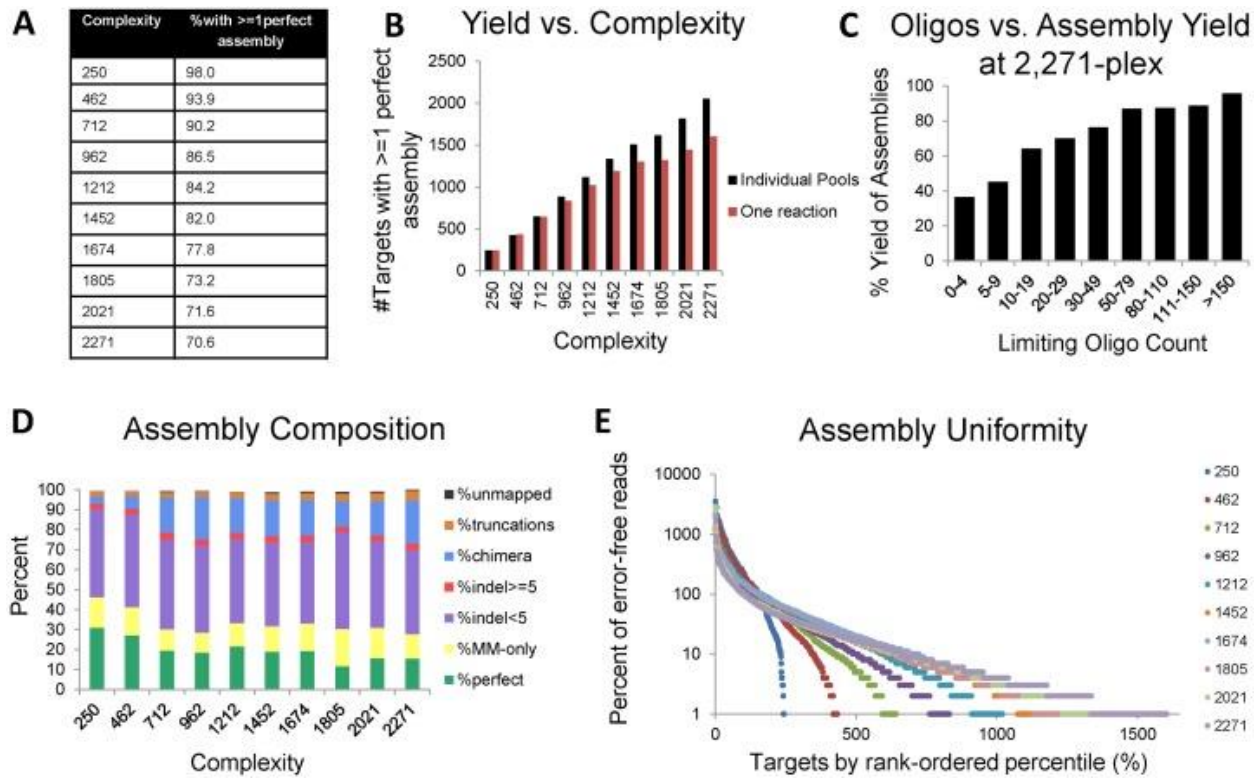 A
Complexity %with >=1perfect
assembly
250 98.0
462 93.9
712 90.2
962 86.5
1212 84.2
1452 82.0
1674 77.8
1805 73.2
2021 71.6
2271 70.6
B
Yield vs. Complexity
#Targets with >=1 perfect
assembly
2500
2000
1500
1000
500
0
250 462 712 962 1212 1452 1674 1805 2021 2271
Complexity
Individual Pools
One reaction
C
Oligos vs. Assembly Yield
at 2,271-plex
% Yield of Assemblies
100
80
60
40
20
0
0-4 5-9 10-19 20-29 30-49 50-79 80-110 111-150 >150
Limiting Oligo Count
D
Assembly Composition
Percent
100
90
80
70
60
50
40
30
20
10
0
250 462 712 962 1212 1452 1674 1805 2021 2271
Complexity
%unmapped
%truncations
%chimera
%indel>=5
%indel<5
%MM-only
%perfect
E
Assembly Uniformity
Percent of error-free reads
10000
1000
100
10
1
0 500 1000 1500
Targets by rank-ordered percentile (%)
250
462
712
962
1212
1452
1674
1805
2021
2271